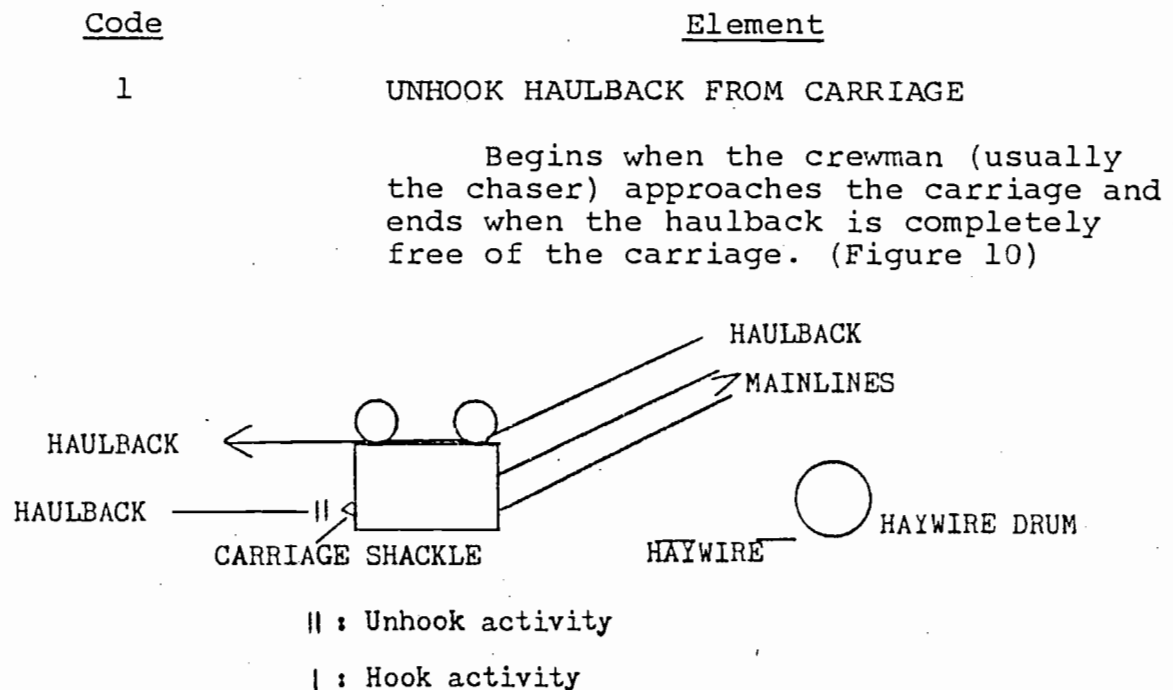 Code Element
1 UNHOOK HAULBACK FROM CARRIAGE
Begins when the crewman (usually
the chaser) approaches the carriage and
ends when the haulback is completely
free of the carriage. (Figure 10)
HAULBACK
MAINLINES
HAULBACK
HAULBACK
HAYWIRE DRUM
CARRIAGE SHACKLE
HAYWIRE
|| : Unhook activity
| : Hook activity